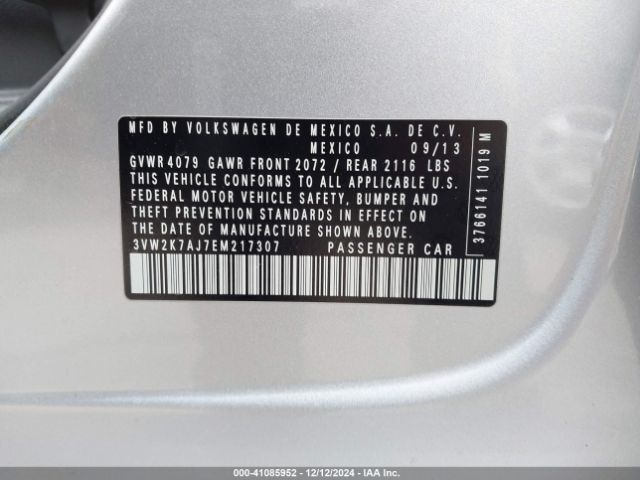 MFD BY VOLKSWAGEN DE MEXICO S.A. DE C.V.
MEXICO 09/13
GVWR 4079 GAWR FRONT 2072 / REAR 2116 LBS
THIS VEHICLE CONFORMS TO ALL APPLICABLE U.S.
FEDERAL MOTOR VEHICLE SAFETY, BUMPER AND
THEFT PREVENTION STANDARDS IN EFFECT ON
THE DATE OF MANUFACTURE SHOWN ABOVE.
3VW2K7AJ7EM217307 PASSENGER CAR
3766141 1019 M
000-41085952 - 12/12/2024 - IAA Inc.